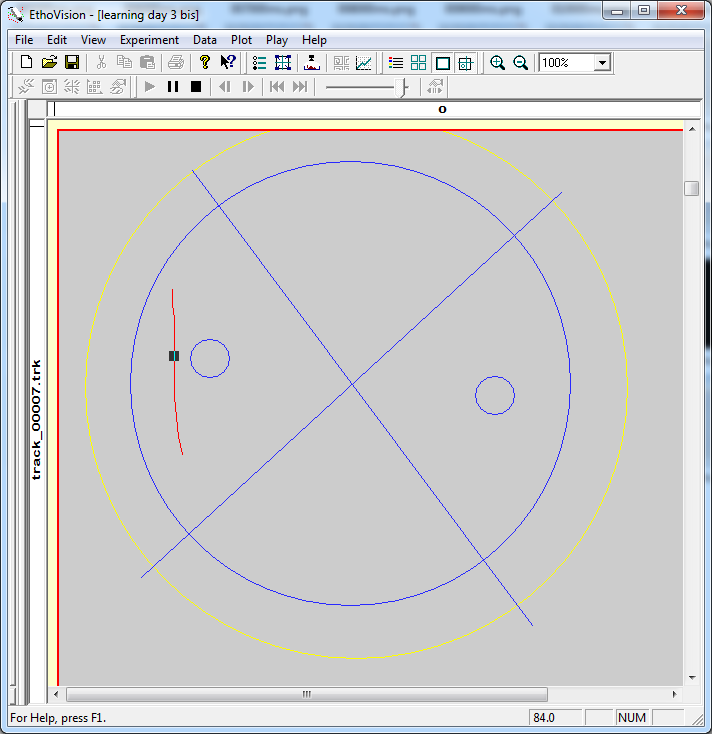 EthoVision - [learning day 3 bis]
File Edit View Experiment Data Plot Play Help
100%
0
track_00007.trk
For Help, press F1.
84.0
NUM